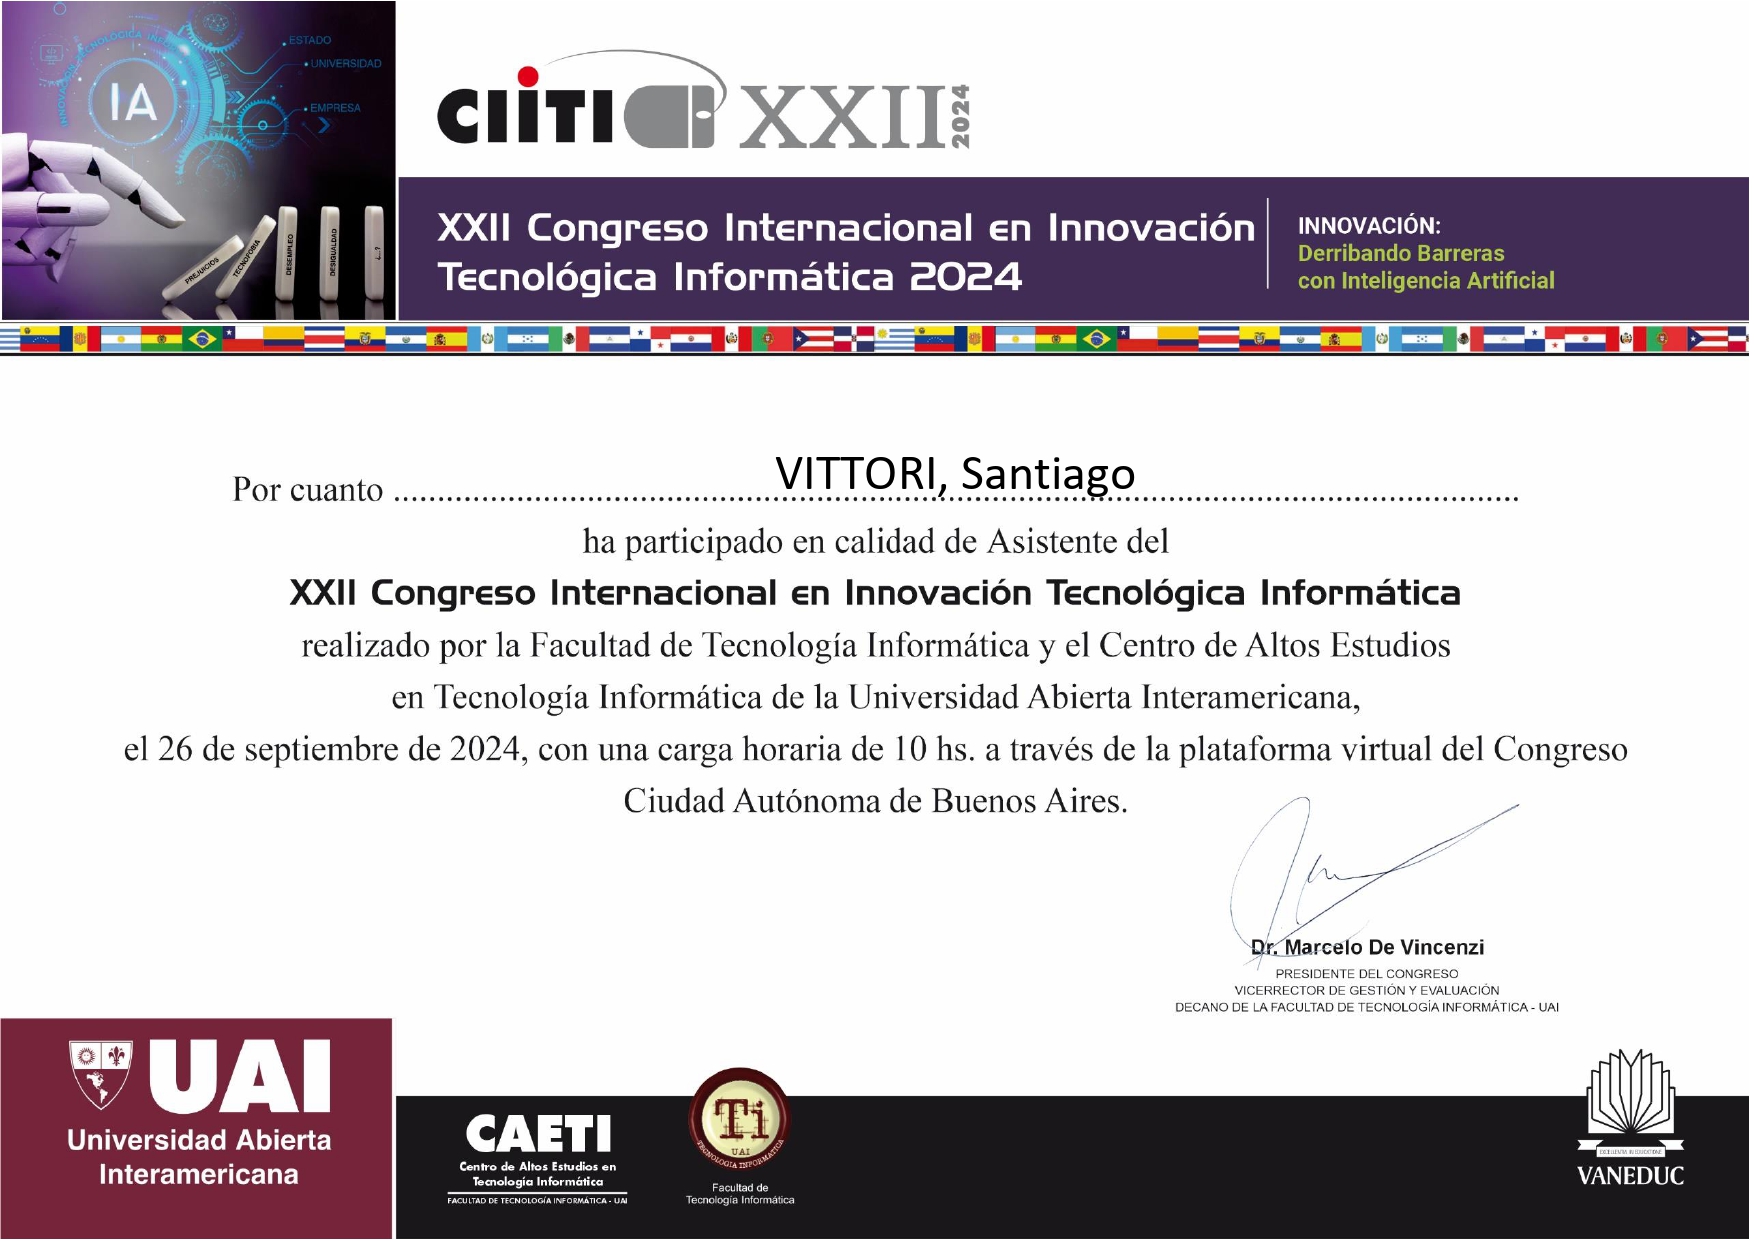 INNOVACIÓN TECNOLÓGICA INFORMÁTICA
IA
ESTADO
UNIVERSIDAD
EMPRESA
PREJUICIOS
TECNOFOBIA
DESEMPLEO
DESIGUALDAD
¿...?
CIITI XXII 2024
XXII Congreso Internacional en Innovación
Tecnológica Informática 2024
INNOVACIÓN:
Derribando Barreras
con Inteligencia Artificial
Por cuanto VITTORI, Santiago
ha participado en calidad de Asistente del
XXII Congreso Internacional en Innovación Tecnológica Informática
realizado por la Facultad de Tecnología Informática y el Centro de Altos Estudios
en Tecnología Informática de la Universidad Abierta Interamericana,
el 26 de septiembre de 2024, con una carga horaria de 10 hs. a través de la plataforma virtual del Congreso
Ciudad Autónoma de Buenos Aires.
Dr. Marcelo De Vincenzi
PRESIDENTE DEL CONGRESO
VICERRECTOR DE GESTIÓN Y EVALUACIÓN
DECANO DE LA FACULTAD DE TECNOLOGÍA INFORMÁTICA - UAI
UAI
Universidad Abierta
Interamericana
CAETI
Centro de Altos Estudios en
Tecnología Informática
FACULTAD DE TECNOLOGÍA INFORMÁTICA - UAI
Ti
UAI
TECNOLOGÍA INFORMÁTICA
Facultad de
Tecnología Informática
EXCELLENTIA IN EDUCATIONE
VANEDUC